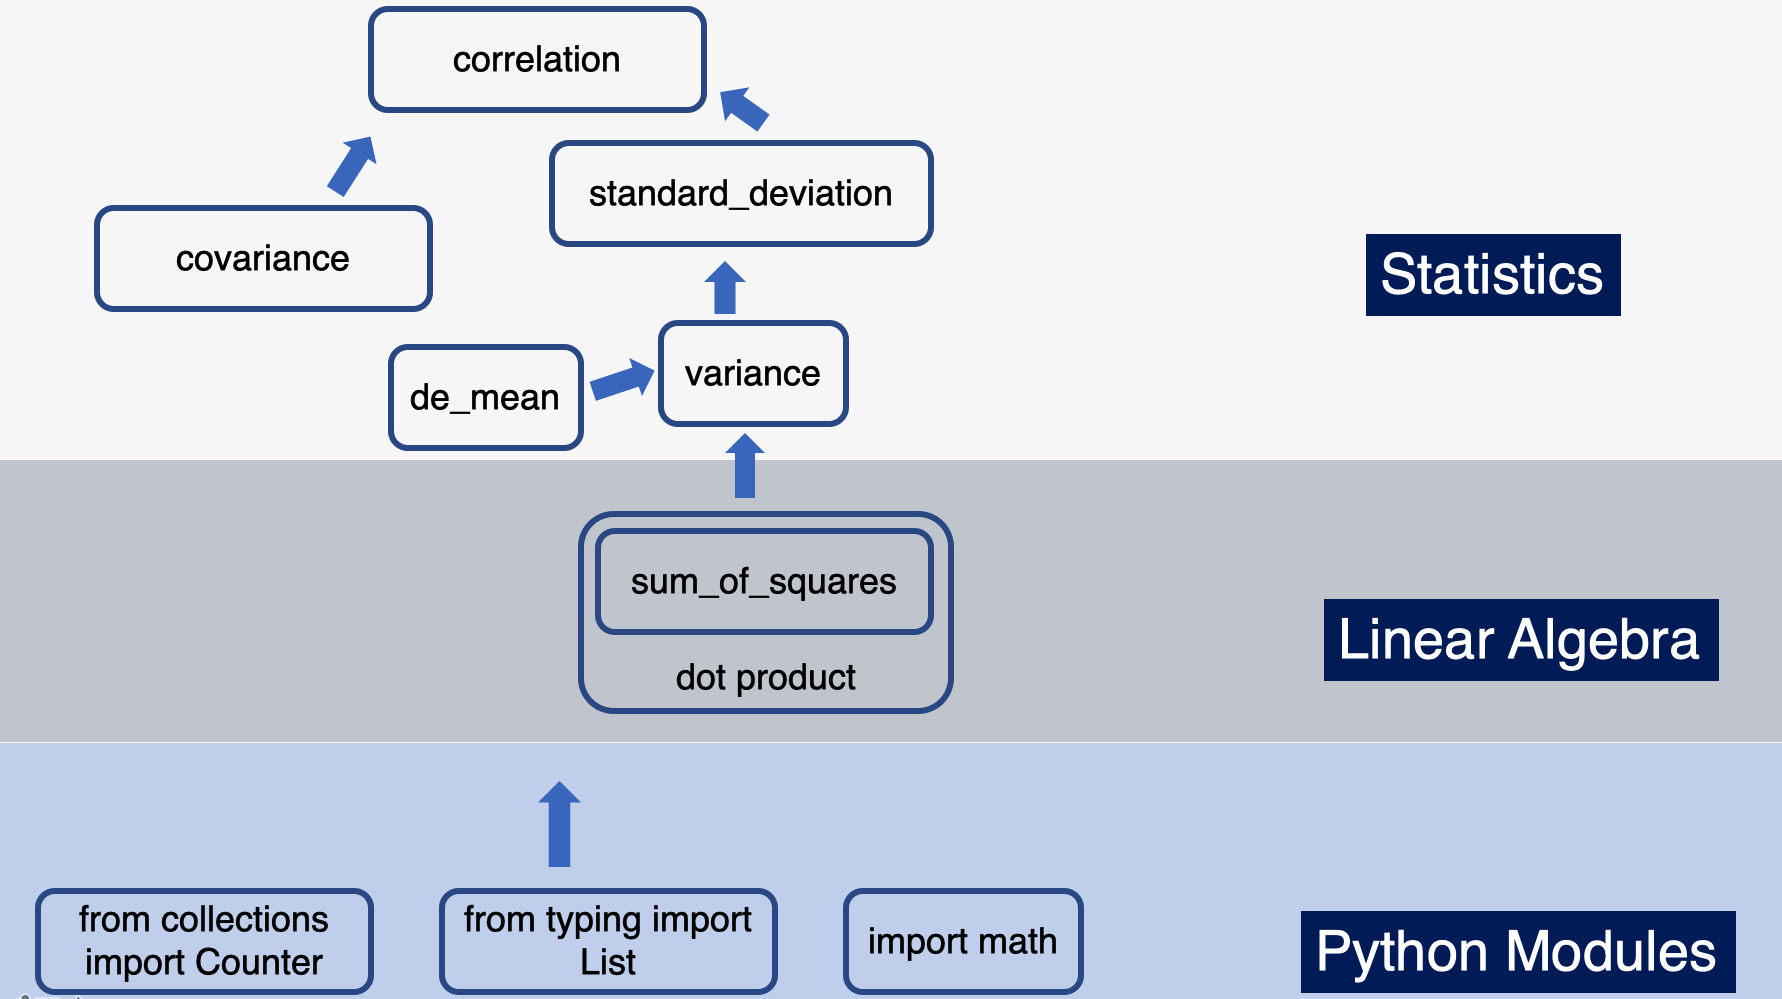 correlation
standard_deviation
covariance
Statistics
variance
de_mean
sum_of_squares
Linear Algebra
dot product
from collections
import Counter
from typing import
List
import math
Python Modules